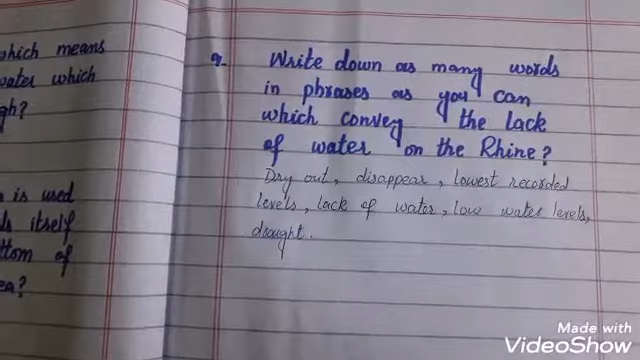 which means
water which
gh?
is used
itself
ttom of
ea?
Q. Write down as many words
in phrases as you can
which convey the lack
of water on the Rhine?
Dry out, disappear, lowest recorded
levels, lack of water, low water levels,
drought.
Made with
VideoShow